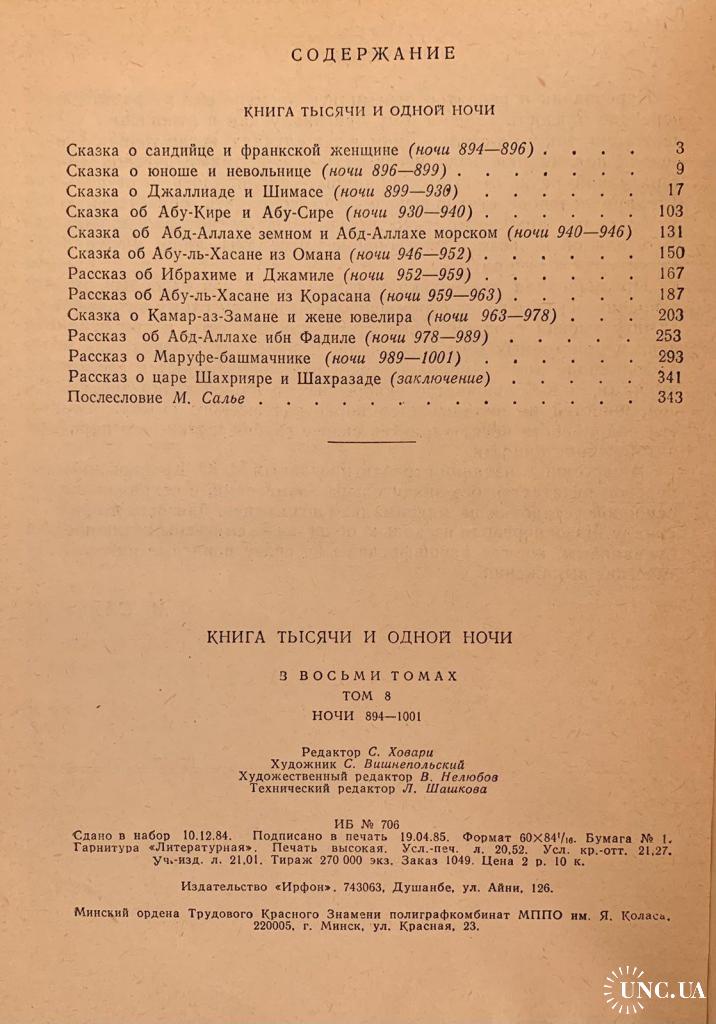 СОДЕРЖАНИЕ
КНИГА ТЫСЯЧИ И ОДНОЙ НОЧИ
Сказка о саидийце и франкской женщине (ночи 894—896) . . . . 3
Сказка о юноше и невольнице (ночи 896—899) . . . . . . . 9
Сказка о Джаллиаде и Шимасе (ночи 899—930) . . . . . . 17
Сказка об Абу-Кире и Абу-Сире (ночи 930—940) . . . . . . 103
Сказка об Абд-Аллахе земном и Абд-Аллахе морском (ночи 940—946) 131
Сказка об Абу-ль-Хасане из Омана (ночи 946—952) . . . . . . 150
Рассказ об Ибрахиме и Джамиле (ночи 952—959) . . . . . . 167
Рассказ об Абу-ль-Хасане из Корасана (ночи 959—963) . . . . . 187
Сказка о Камар-аз-Замане и жене ювелира (ночи 963—978) . . . 203
Рассказ об Абд-Аллахе ибн Фадиле (ночи 978—989) . . . . . 253
Рассказ о Маруфе-башмачнике (ночи 989—1001) . . . . . . 293
Рассказ о царе Шахрияре и Шахразаде (заключение) . . . . . 341
Послесловие М. Салье . . . . . . . . . . . . . . 343
КНИГА ТЫСЯЧИ И ОДНОЙ НОЧИ
В ВОСЬМИ ТОМАХ
ТОМ 8
НОЧИ 894—1001
Редактор С. Ховари
Художник С. Вишнепольский
Художественный редактор В. Нелюбов
Технический редактор Л. Шашкова
ИБ № 706
Сдано в набор 10.12.84. Подписано в печать 19.04.85. Формат 60×84¹/₁₆. Бумага № 1.
Гарнитура «Литературная». Печать высокая. Усл.-печ. л. 20,52. Усл. кр.-отт. 21,27.
Уч.-изд. л. 21,01. Тираж 270 000 экз. Заказ 1049. Цена 2 р. 10 к.
Издательство «Ирфон». 743063, Душанбе, ул. Айни, 126.
Минский ордена Трудового Красного Знамени полиграфкомбинат МППО им. Я. Коласа.
220005, г. Минск, ул. Красная, 23.
UNC.UA